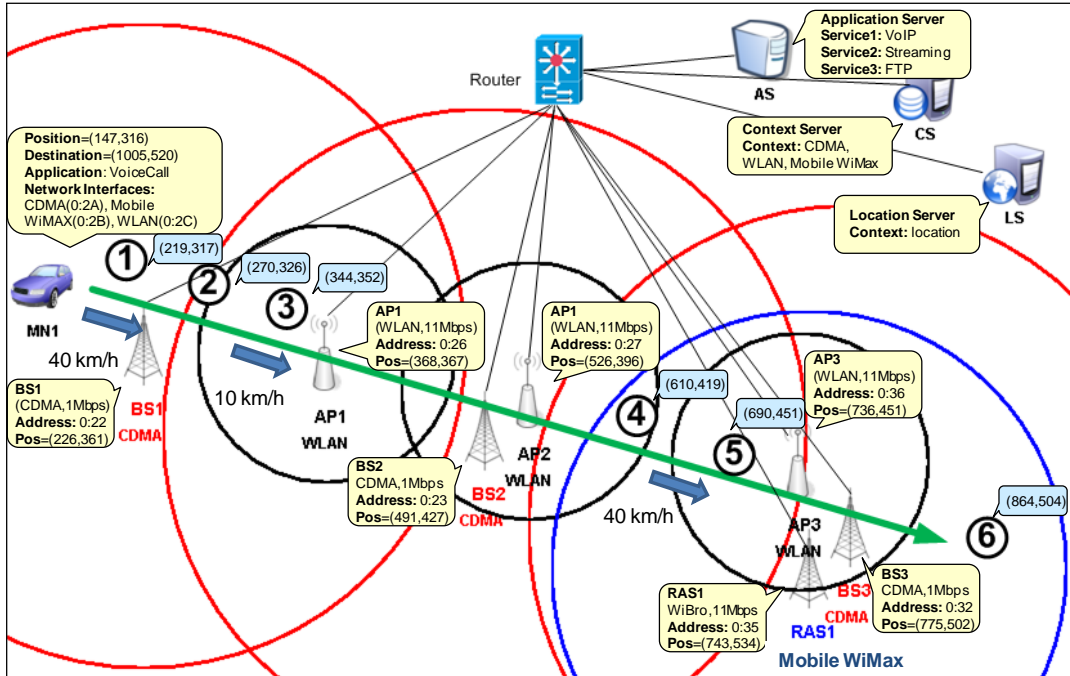 Router
Application Server
Service1: VoIP
Service2: Streaming
Service3: FTP
AS
CS
Context Server
Context: CDMA,
WLAN, Mobile WiMax
LS
Location Server
Context: location
Position=(147,316)
Destination=(1005,520)
Application: VoiceCall
Network Interfaces:
CDMA(0:2A), Mobile
WiMAX(0:2B), WLAN(0:2C)
1
(219,317)
2
(270,326)
3
(344,352)
MN1
40 km/h
10 km/h
BS1
(CDMA,1Mbps)
Address: 0:22
Pos=(226,361)
BS1
CDMA
AP1
(WLAN,11Mbps)
Address: 0:26
Pos=(368,367)
AP1
WLAN
AP1
(WLAN,11Mbps)
Address: 0:27
Pos=(526,396)
AP2
WLAN
BS2
CDMA,1Mbps
Address: 0:23
Pos=(491,427)
BS2
CDMA
4
(610,419)
40 km/h
5
(690,451)
AP3
(WLAN,11Mbps)
Address: 0:36
Pos=(736,451)
AP3
WLAN
6
(864,504)
RAS1
WiBro,11Mbps
Address: 0:35
Pos=(743,534)
RAS1
BS3
CDMA
BS3
CDMA,1Mbps
Address: 0:32
Pos=(775,502)
Mobile WiMax